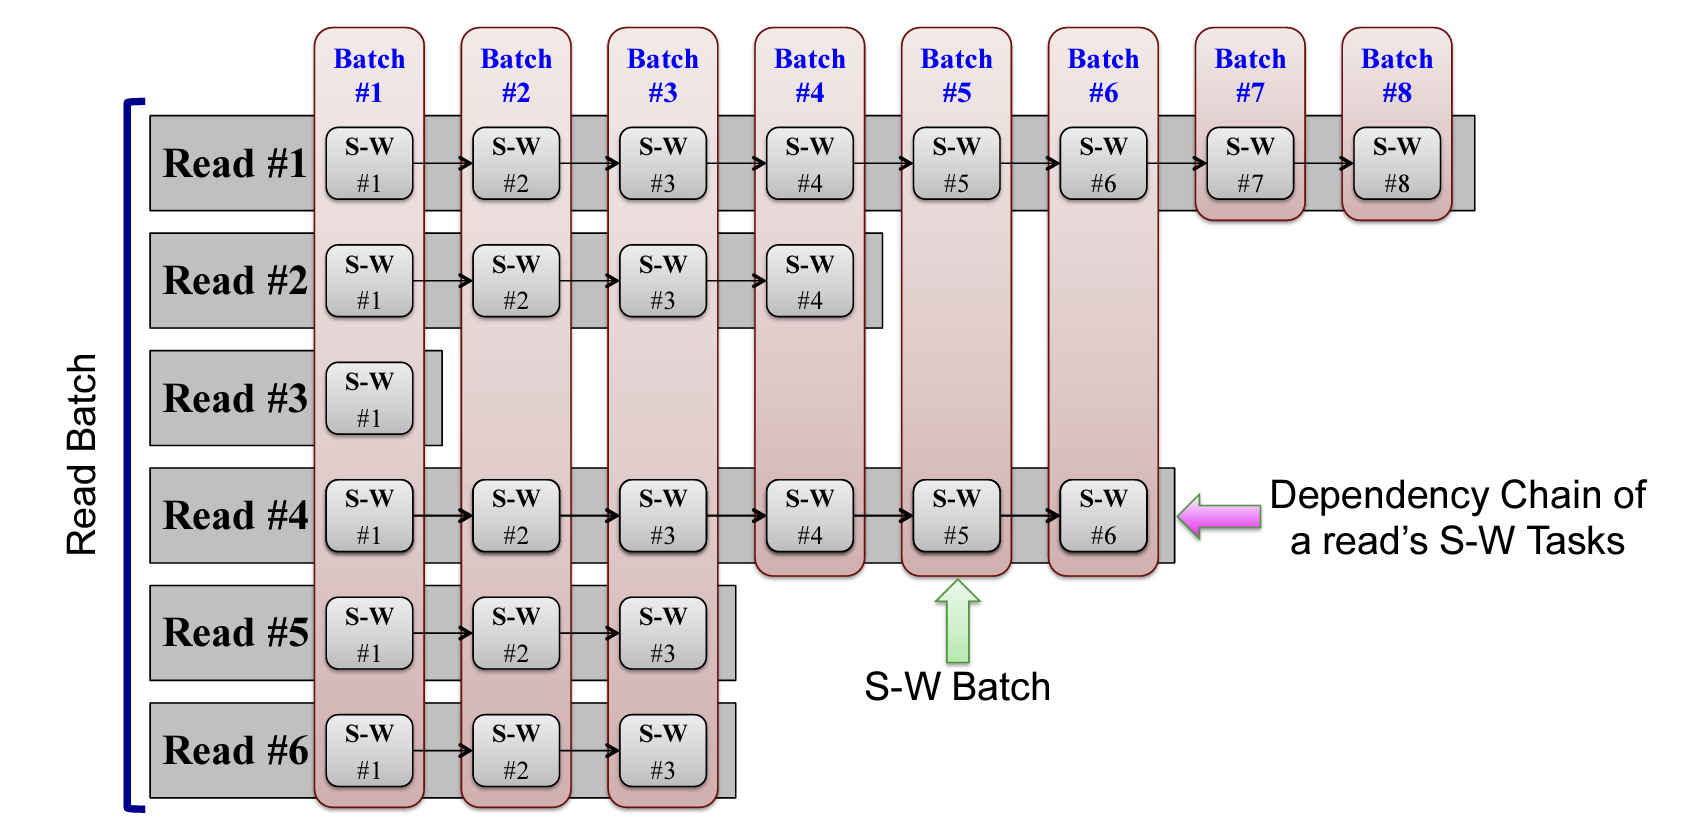 Batch
#1
Batch
#2
Batch
#3
Batch
#4
Batch
#5
Batch
#6
Batch
#7
Batch
#8
Read Batch
Read #1
S-W
#1
S-W
#2
S-W
#3
S-W
#4
S-W
#5
S-W
#6
S-W
#7
S-W
#8
Read #2
S-W
#1
S-W
#2
S-W
#3
S-W
#4
Read #3
S-W
#1
Read #4
S-W
#1
S-W
#2
S-W
#3
S-W
#4
S-W
#5
S-W
#6
Dependency Chain of
a read's S-W Tasks
Read #5
S-W
#1
S-W
#2
S-W
#3
S-W Batch
Read #6
S-W
#1
S-W
#2
S-W
#3